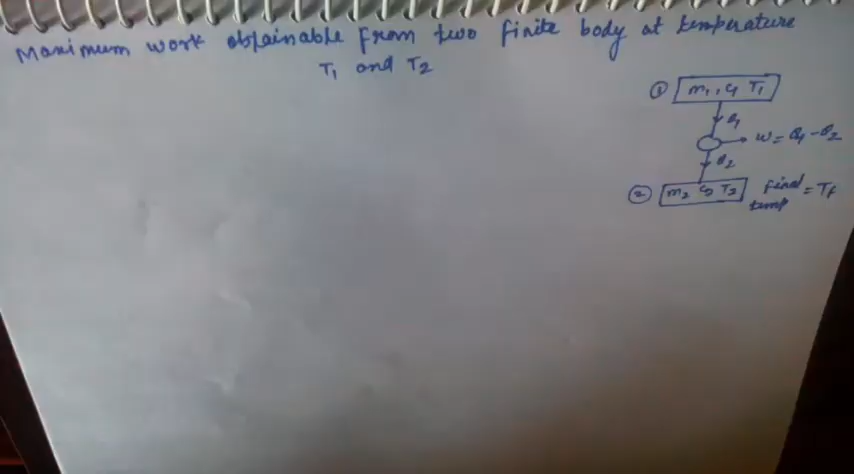 Maximum work obtainable from two finite body at temperature
T1 and T2
① m1, c1 T1
Q1
W = Q1 - Q2
Q2
② m2 c2 T2 final temp = Tf